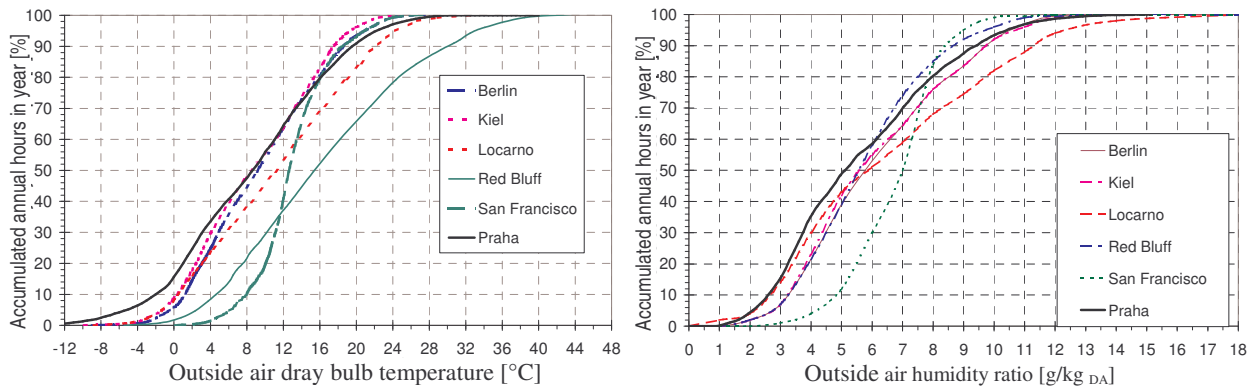 Accumulated annual hours in year [%]
100
90
80
70
60
50
40
30
20
10
0
-12 -8 -4 0 4 8 12 16 20 24 28 32 36 40 44 48
Outside air dray bulb temperature [°C]
Berlin
Kiel
Locarno
Red Bluff
San Francisco
Praha
Accumulated annual hours in year [%]
100
90
80
70
60
50
40
30
20
10
0
0 1 2 3 4 5 6 7 8 9 10 11 12 13 14 15 16 17 18
Outside air humidity ratio [g/kg DA]
Berlin
Kiel
Locarno
Red Bluff
San Francisco
Praha